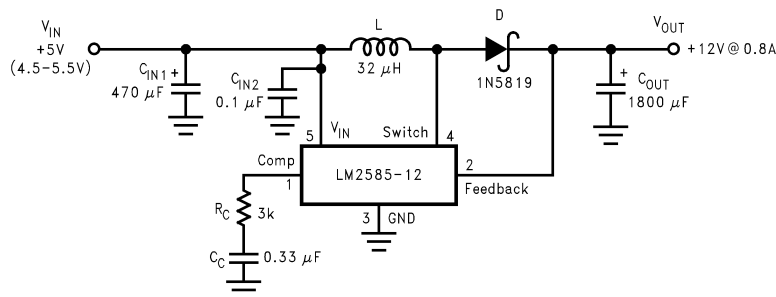 V_IN
+5V
(4.5-5.5V)
C_IN1 +
470 μF
C_IN2
0.1 μF
L
32 μH
D
1N5819
V_OUT
+12V @ 0.8A
+
C_OUT
1800 μF
5
V_IN
Switch
4
Comp
1
LM2585-12
2
Feedback
3
GND
R_C
3k
C_C
0.33 μF